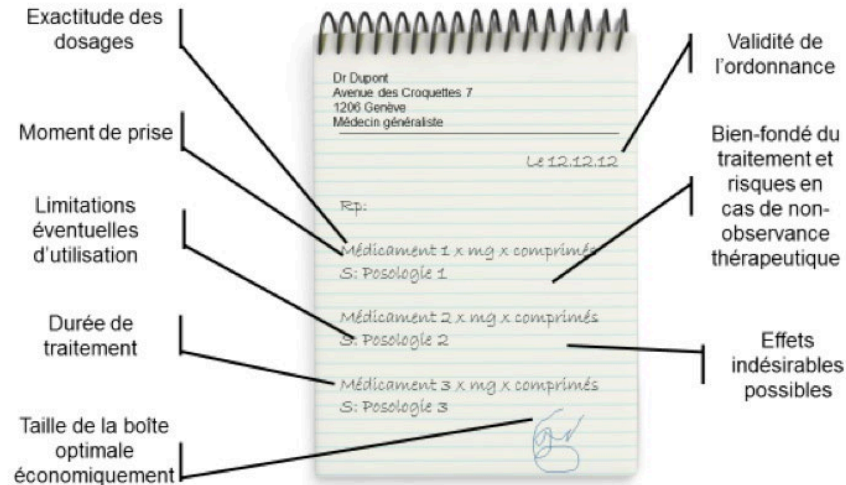 Exactitude des
dosages
Moment de prise
Limitations
éventuelles
d'utilisation
Durée de
traitement
Taille de la boîte
optimale
économiquement
Dr Dupont
Avenue des Croquettes 7
1206 Genève
Médecin généraliste
Le 12.12.12
Rp:
Médicament 1 x mg x comprimés
S: Posologie 1
Médicament 2 x mg x comprimés
S: Posologie 2
Médicament 3 x mg x comprimés
S: Posologie 3
Validité de
l'ordonnance
Bien-fondé du
traitement et
risques en
cas de non-
observance
thérapeutique
Effets
indésirables
possibles